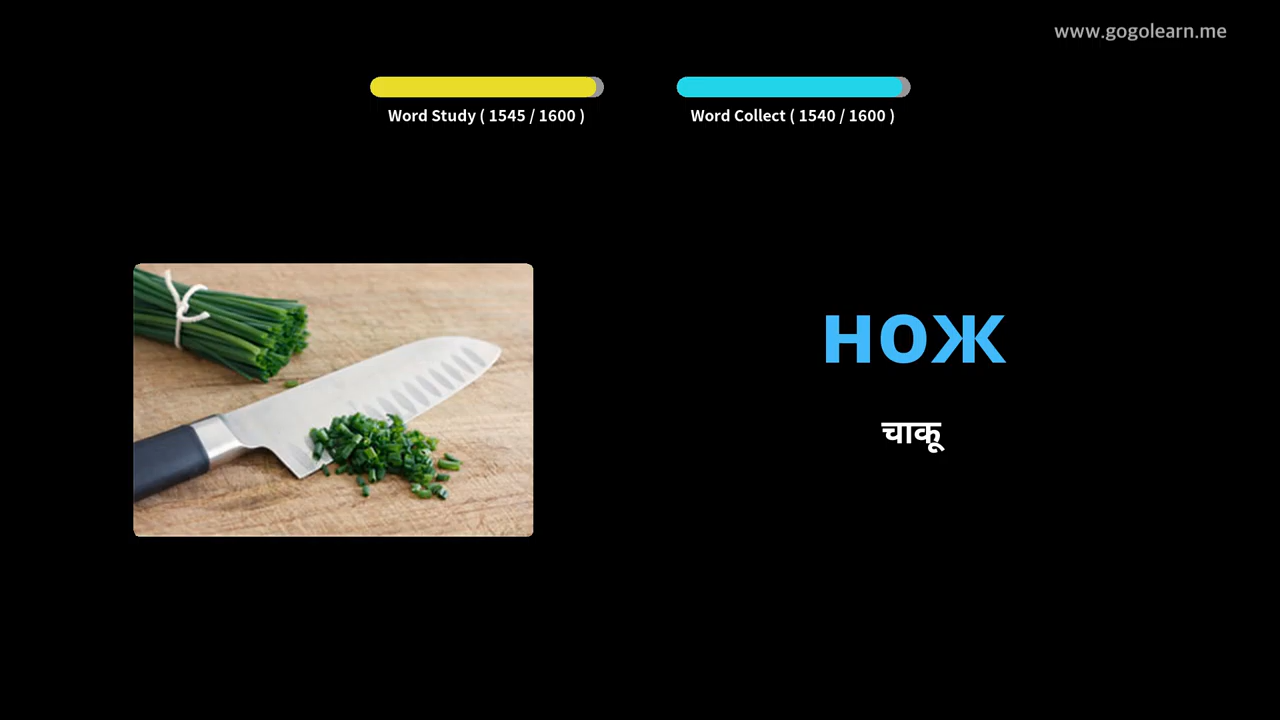 www.gogolearn.me
Word Study ( 1545 / 1600 )
Word Collect ( 1540 / 1600 )
нож
चाकू